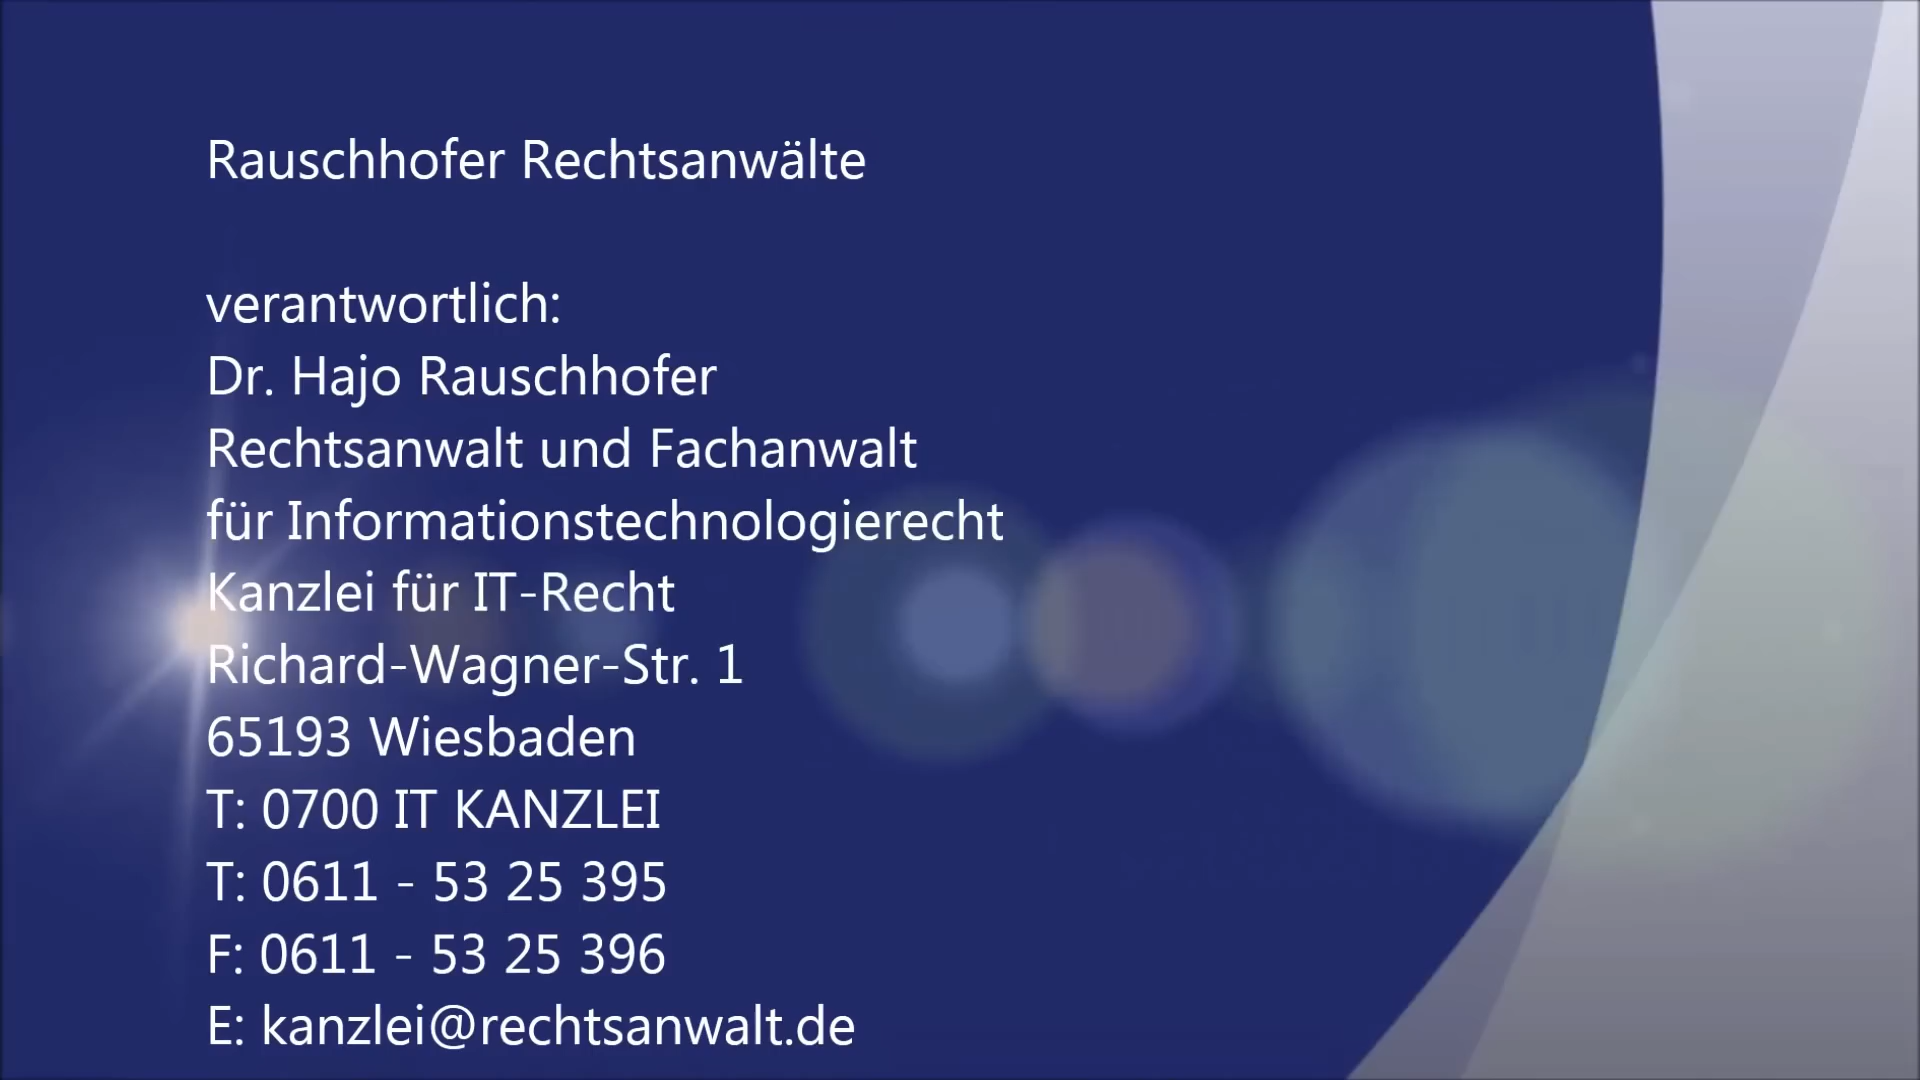 Rauschhofer Rechtsanwälte
verantwortlich:
Dr. Hajo Rauschhofer
Rechtsanwalt und Fachanwalt
für Informationstechnologierecht
Kanzlei für IT-Recht
Richard-Wagner-Str. 1
65193 Wiesbaden
T: 0700 IT KANZLEI
T: 0611 - 53 25 395
F: 0611 - 53 25 396
E: kanzlei@rechtsanwalt.de